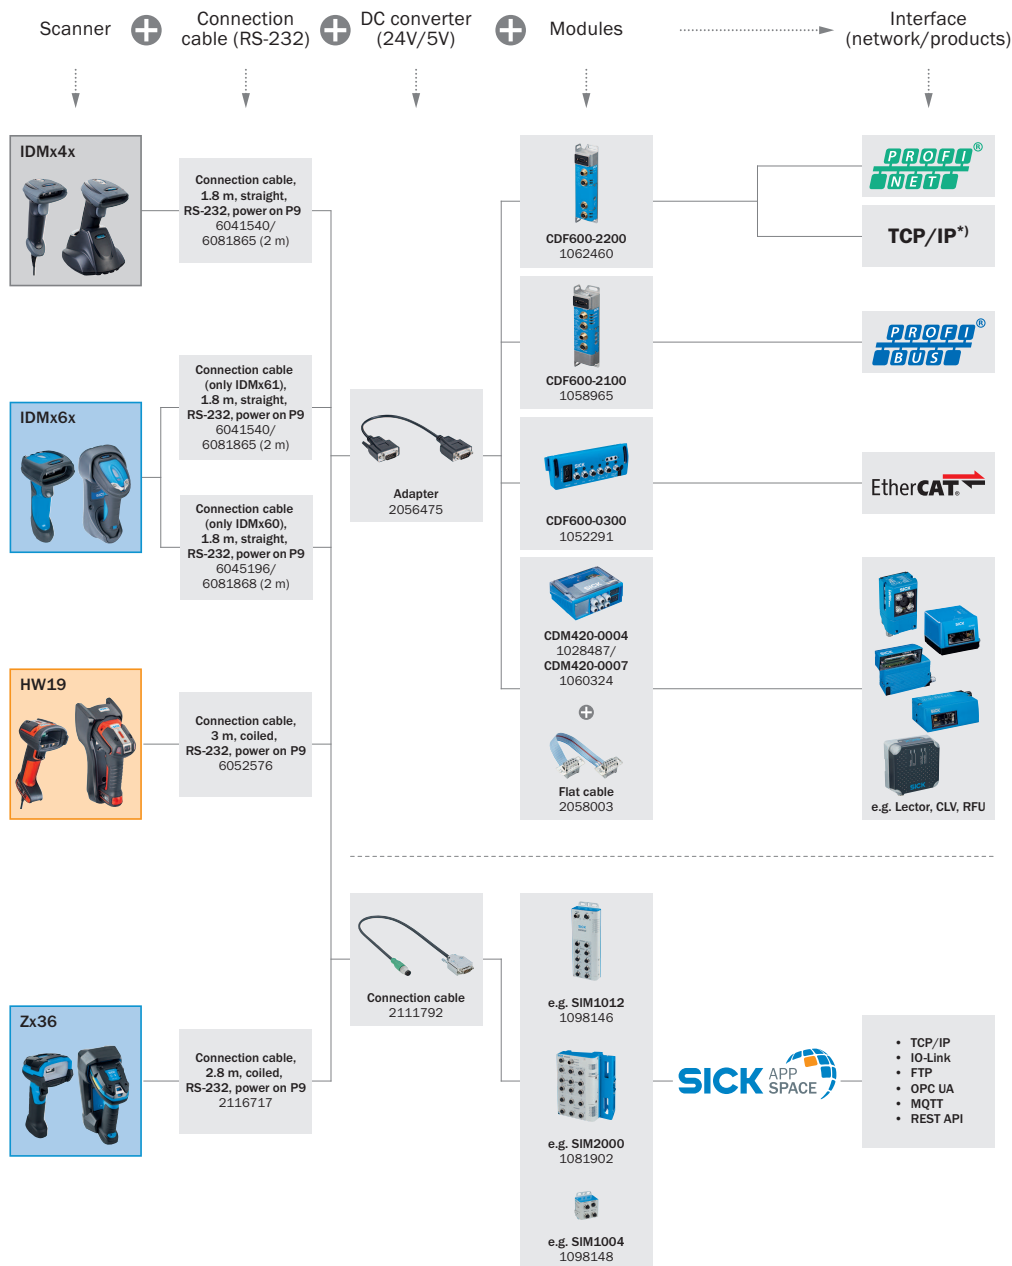 Scanner
Connection
cable (RS-232)
DC converter
(24V/5V)
Modules
Interface
(network/products)
IDMx4x
Connection cable,
1.8 m, straight,
RS-232, power on P9
6041540/
6081865 (2 m)
CDF600-2200
1062460
PROFI
NET®
TCP/IP*)
CDF600-2100
1058965
PROFI
BUS®
IDMx6x
Connection cable
(only IDMx61),
1.8 m, straight,
RS-232, power on P9
6041540/
6081865 (2 m)
Connection cable
(only IDMx60),
1.8 m, straight,
RS-232, power on P9
6045196/
6081868 (2 m)
Adapter
2056475
SICK
CDF600-0300
1052291
EtherCAT®
SICK
CDM420-0004
1028487/
CDM420-0007
1060324
Flat cable
2058003
SICK
SICK
SICK
e.g. Lector, CLV, RFU
HW19
Connection cable,
3 m, coiled,
RS-232, power on P9
6052576
Connection cable
2111792
e.g. SIM1012
1098146
Zx36
Connection cable,
2.8 m, coiled,
RS-232, power on P9
2116717
e.g. SIM2000
1081902
e.g. SIM1004
1098148
SICK APP
SPACE
• TCP/IP
• IO-Link
• FTP
• OPC UA
• MQTT
• REST API